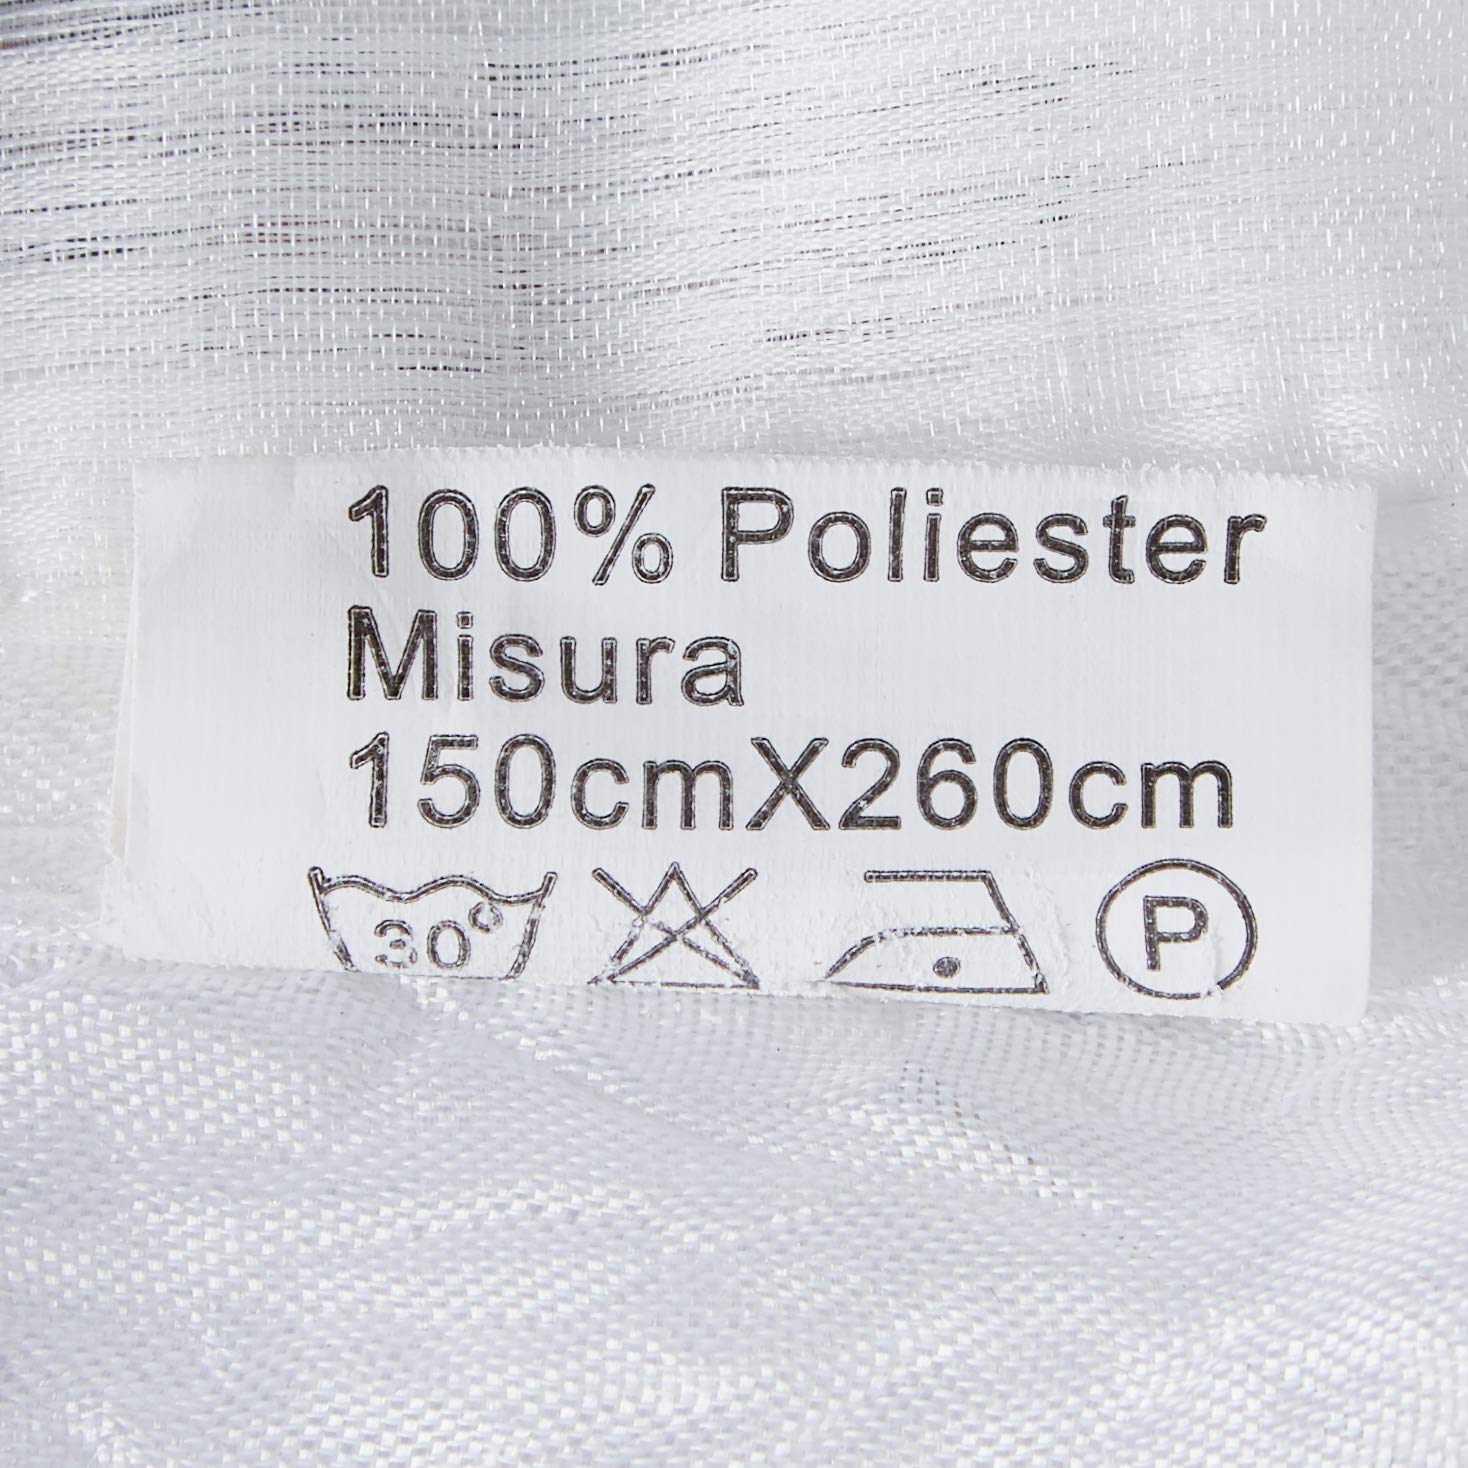 100% Poliester
Misura
150cmX260cm
30° P